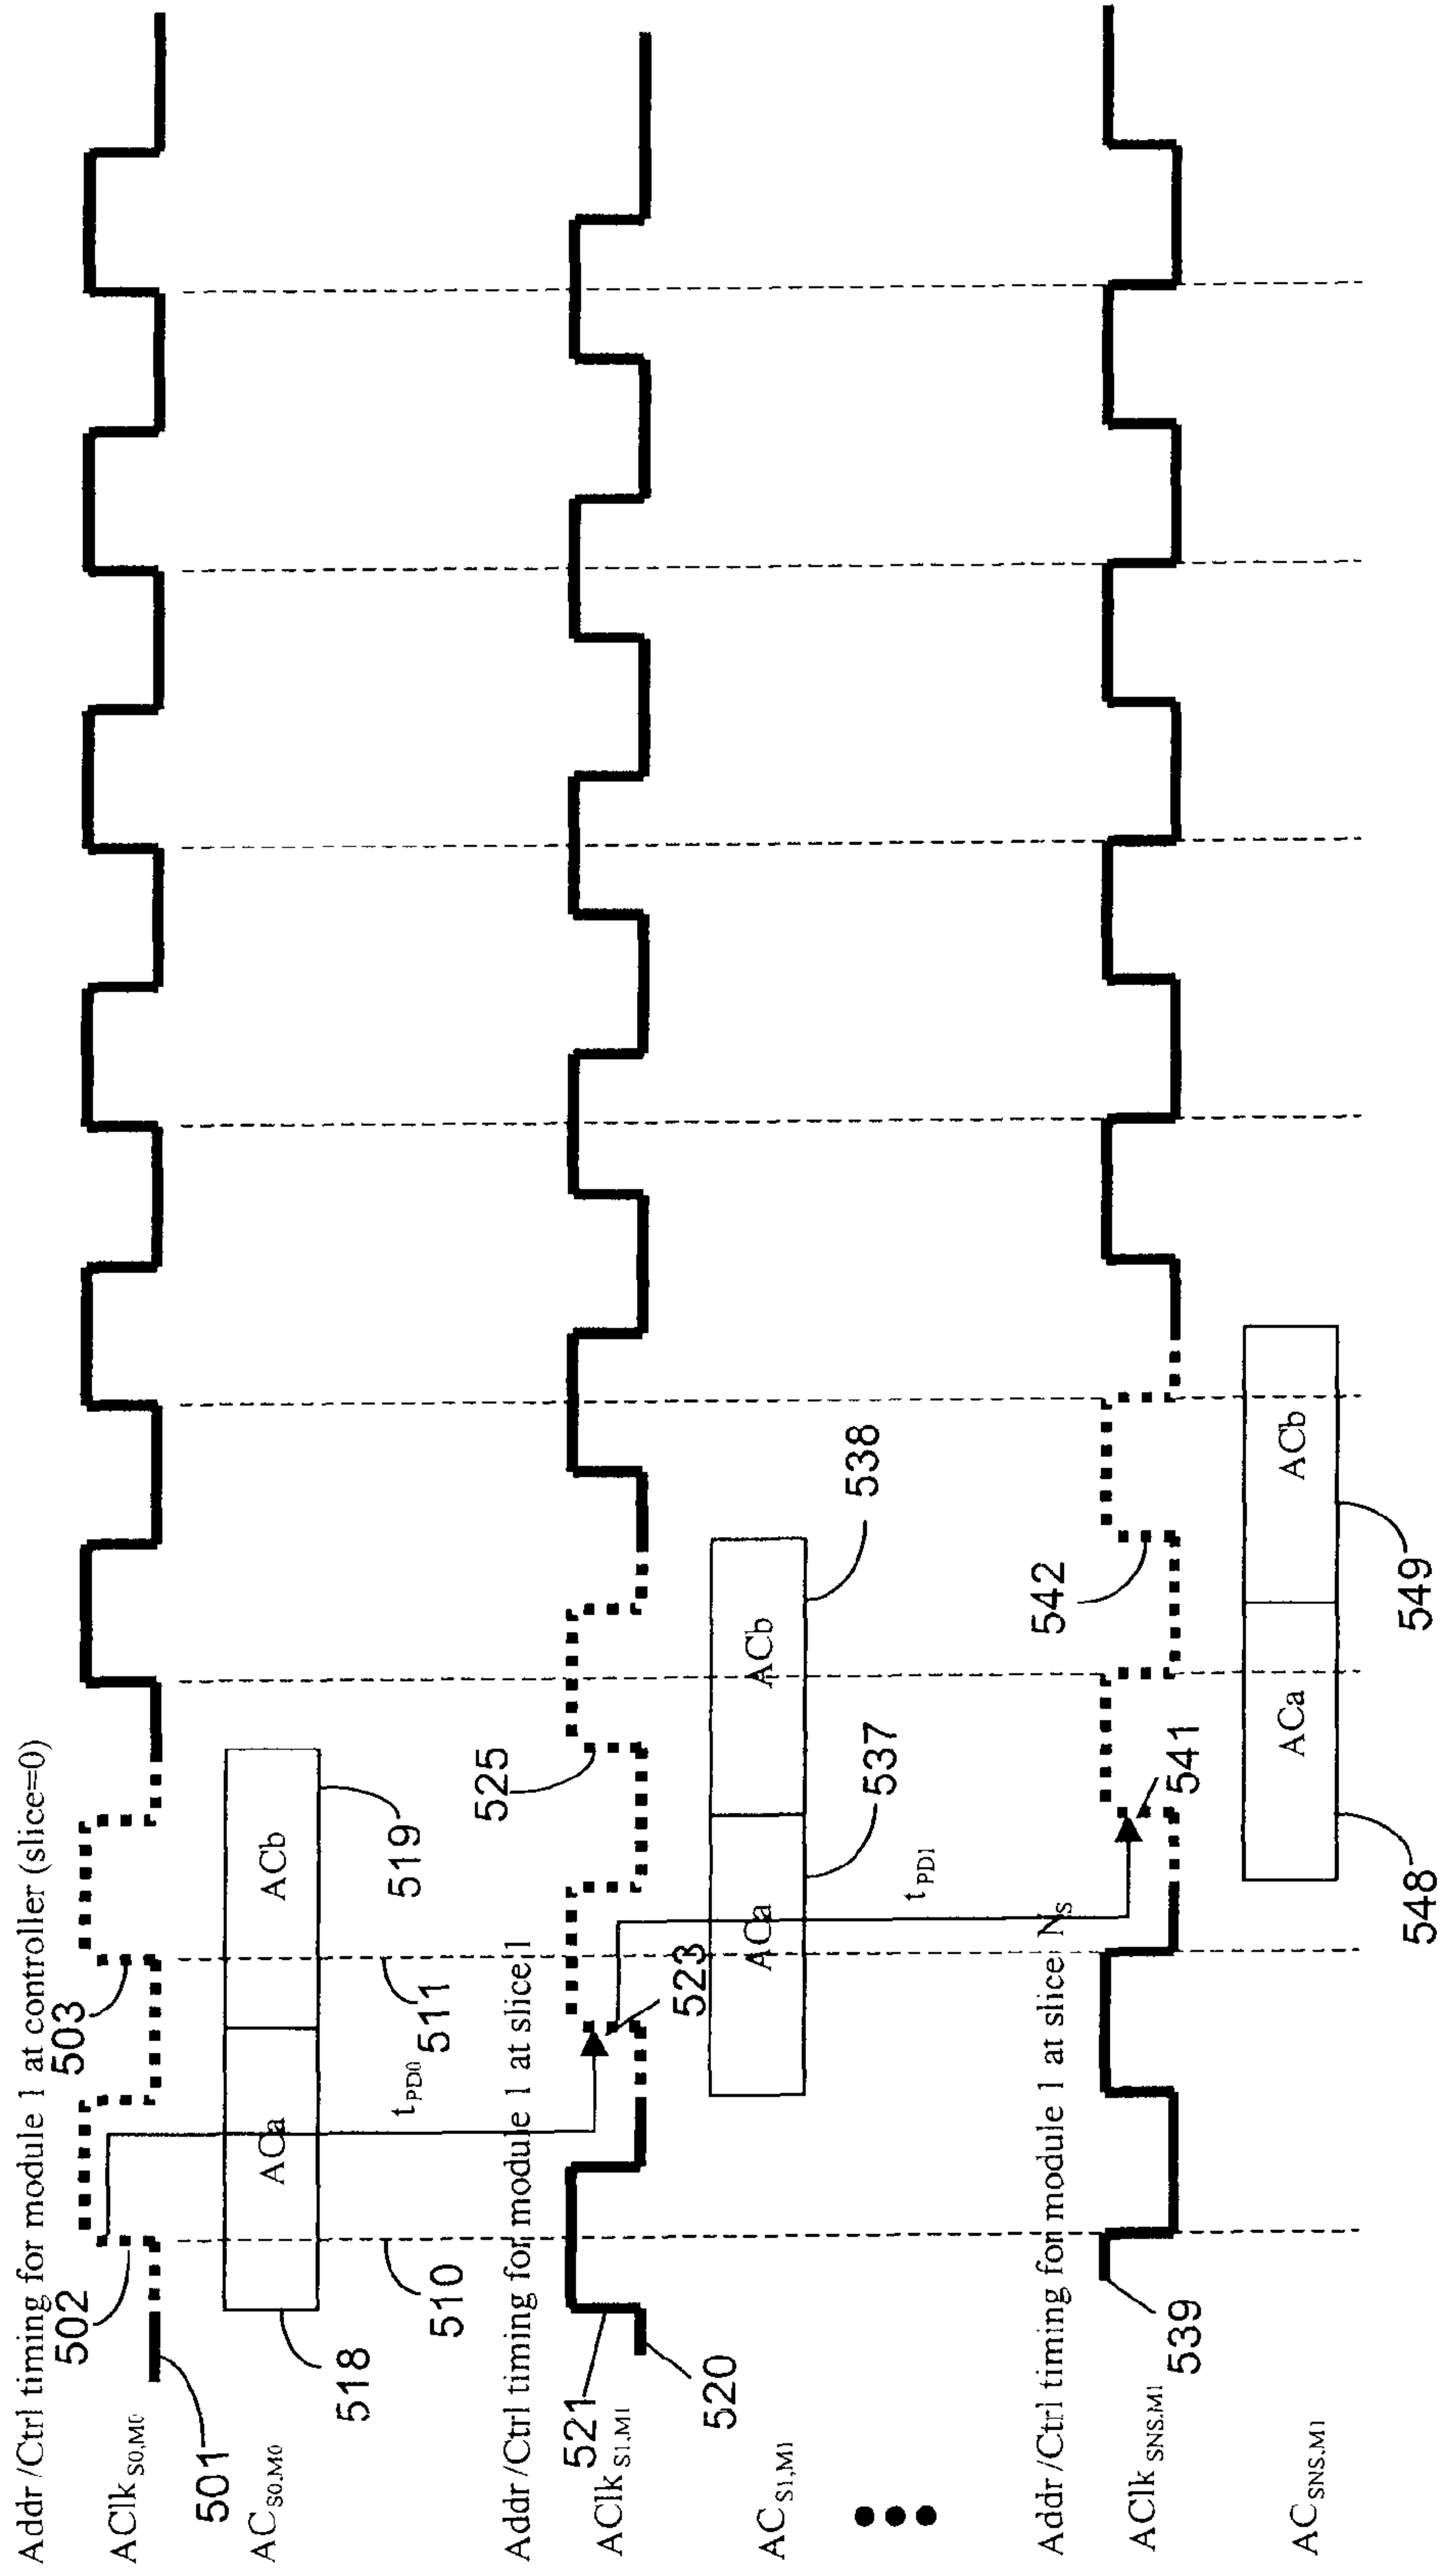 Addr /Ctrl timing for module 1 at controller (slice=0)
502
503
AClk S0,M0
501
AC S0,M0
ACa
ACb
518
519
510
511
tPD0
Addr /Ctrl timing for module 1 at slice 1
521
525
AClk S1,M1
520
523
AC S1,M1
ACa
ACb
537
538
tPD1
Addr /Ctrl timing for module 1 at slice Ns
542
AClk SNS,M1
539
541
AC SNS,M1
ACa
ACb
548
549